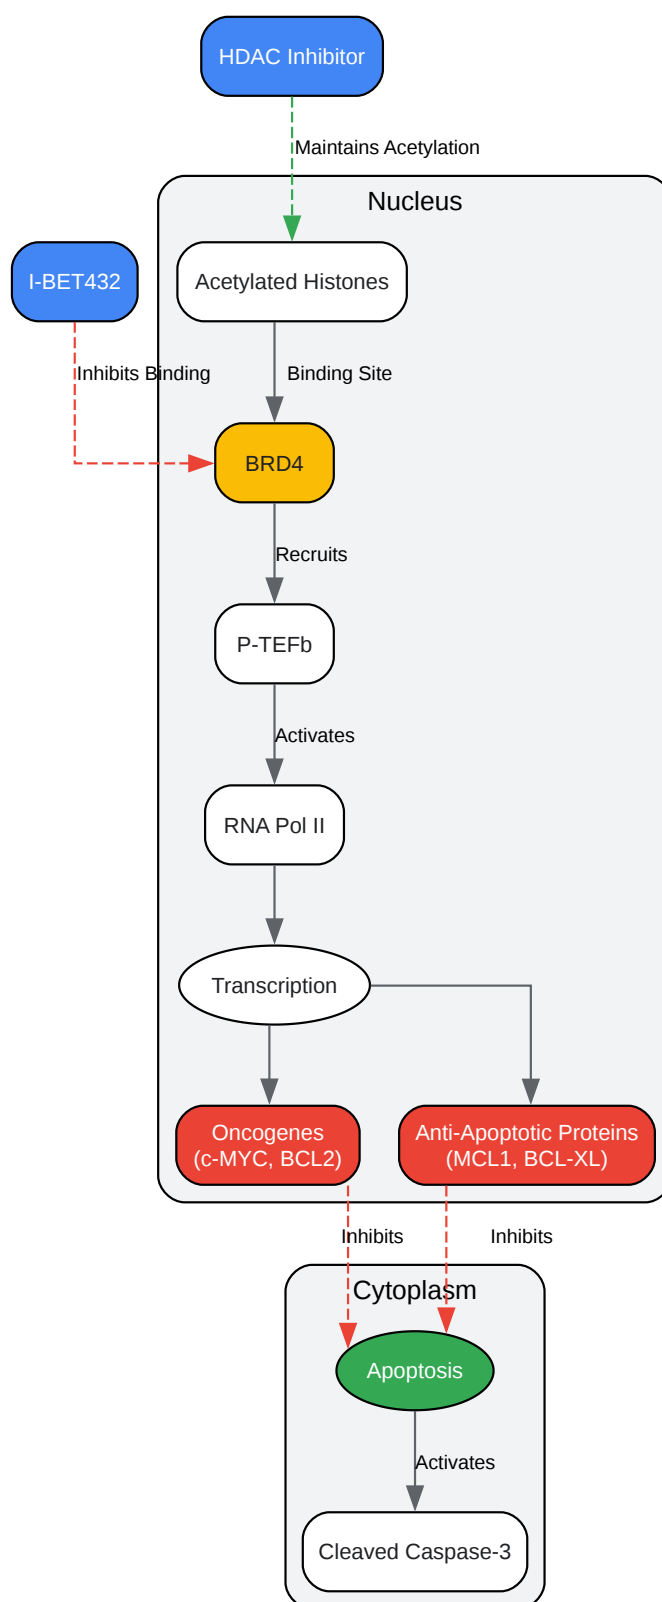 HDAC Inhibitor
Maintains Acetylation
Nucleus
I-BET432
Acetylated Histones
Inhibits Binding
Binding Site
BRD4
Recruits
P-TEFb
Activates
RNA Pol II
Transcription
Oncogenes
(c-MYC, BCL2)
Anti-Apoptotic Proteins
(MCL1, BCL-XL)
Inhibits
Inhibits
Cytoplasm
Apoptosis
Activates
Cleaved Caspase-3